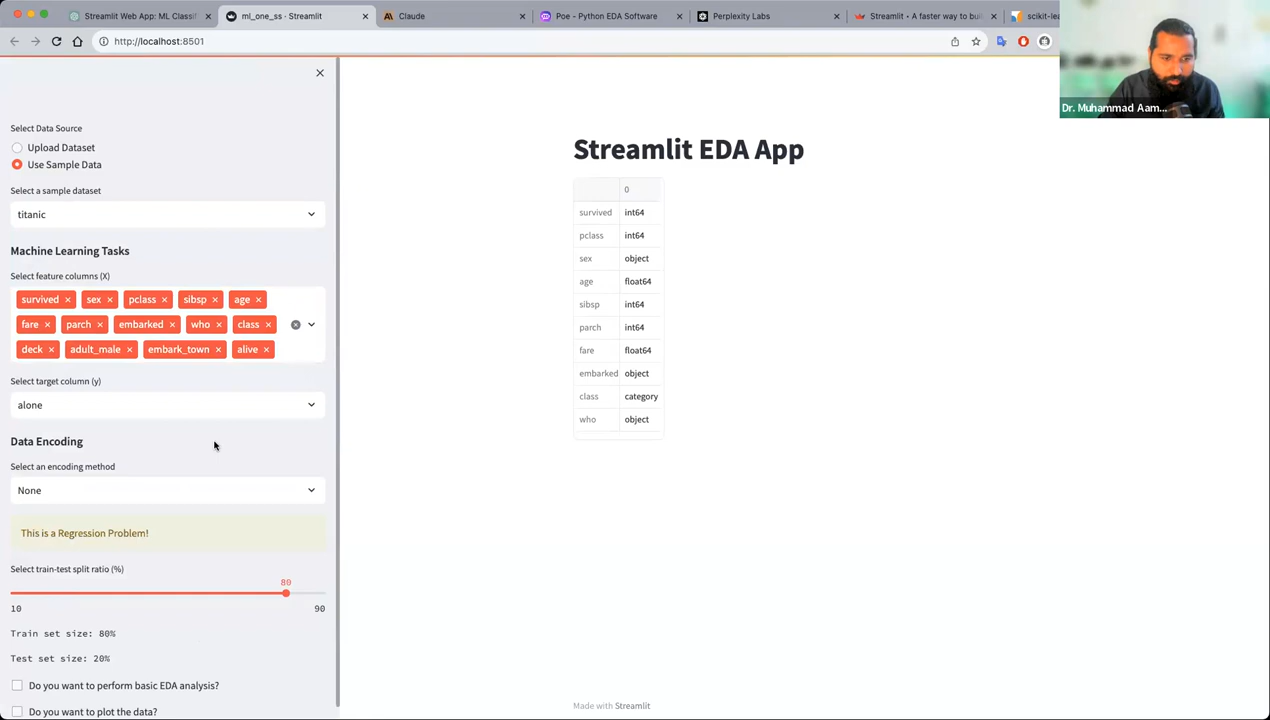 Streamlit Web App: ML Classif
ml_one_ss · Streamlit
Claude
Poe - Python EDA Software
Perplexity Labs
Streamlit • A faster way to bui
scikit-lea
http://localhost:8501
Dr. Muhammad Aam...
Select Data Source
Upload Dataset
Use Sample Data
Select a sample dataset
titanic
Machine Learning Tasks
Select feature columns (X)
survived sex pclass sibsp age
fare parch embarked who class
deck adult_male embark_town alive
Select target column (y)
alone
Data Encoding
Select an encoding method
None
This is a Regression Problem!
Select train-test split ratio (%)
80
10 90
Train set size: 80%
Test set size: 20%
Do you want to perform basic EDA analysis?
Do you want to plot the data?
Streamlit EDA App
0
survived int64
pclass int64
sex object
age float64
sibsp int64
parch int64
fare float64
embarked object
class category
who object
Made with Streamlit